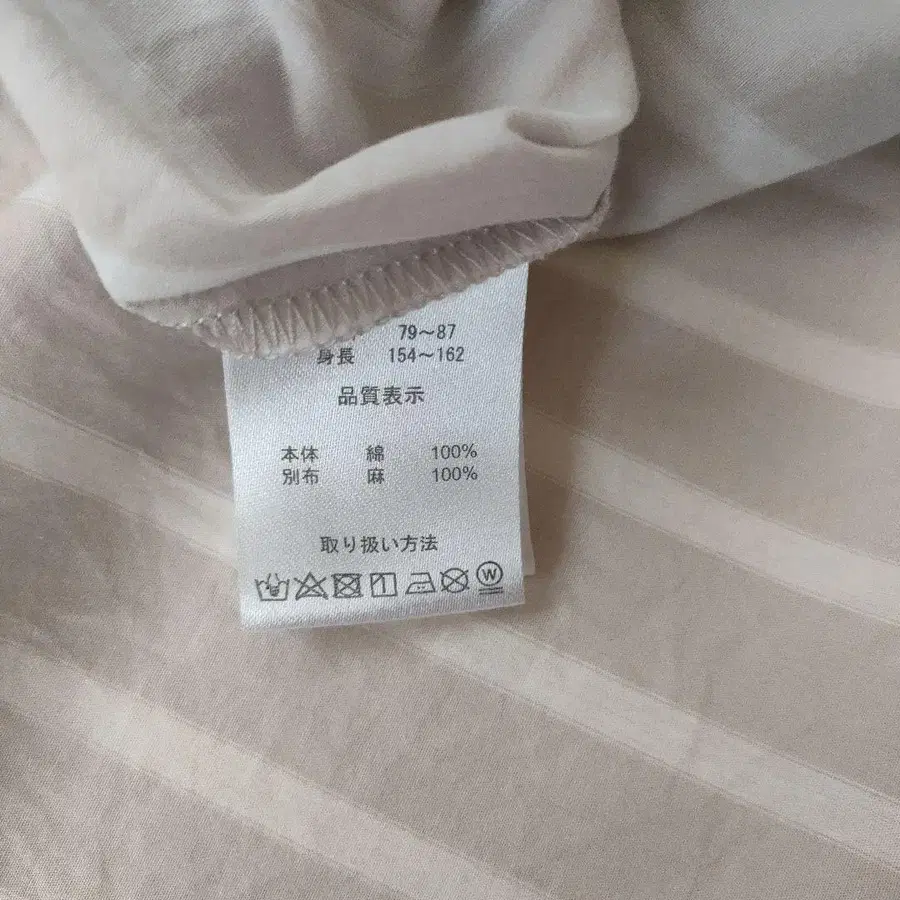 79～87
身長 154～162
品質表示
本体 綿 100%
別布 麻 100%
取り扱い方法
W